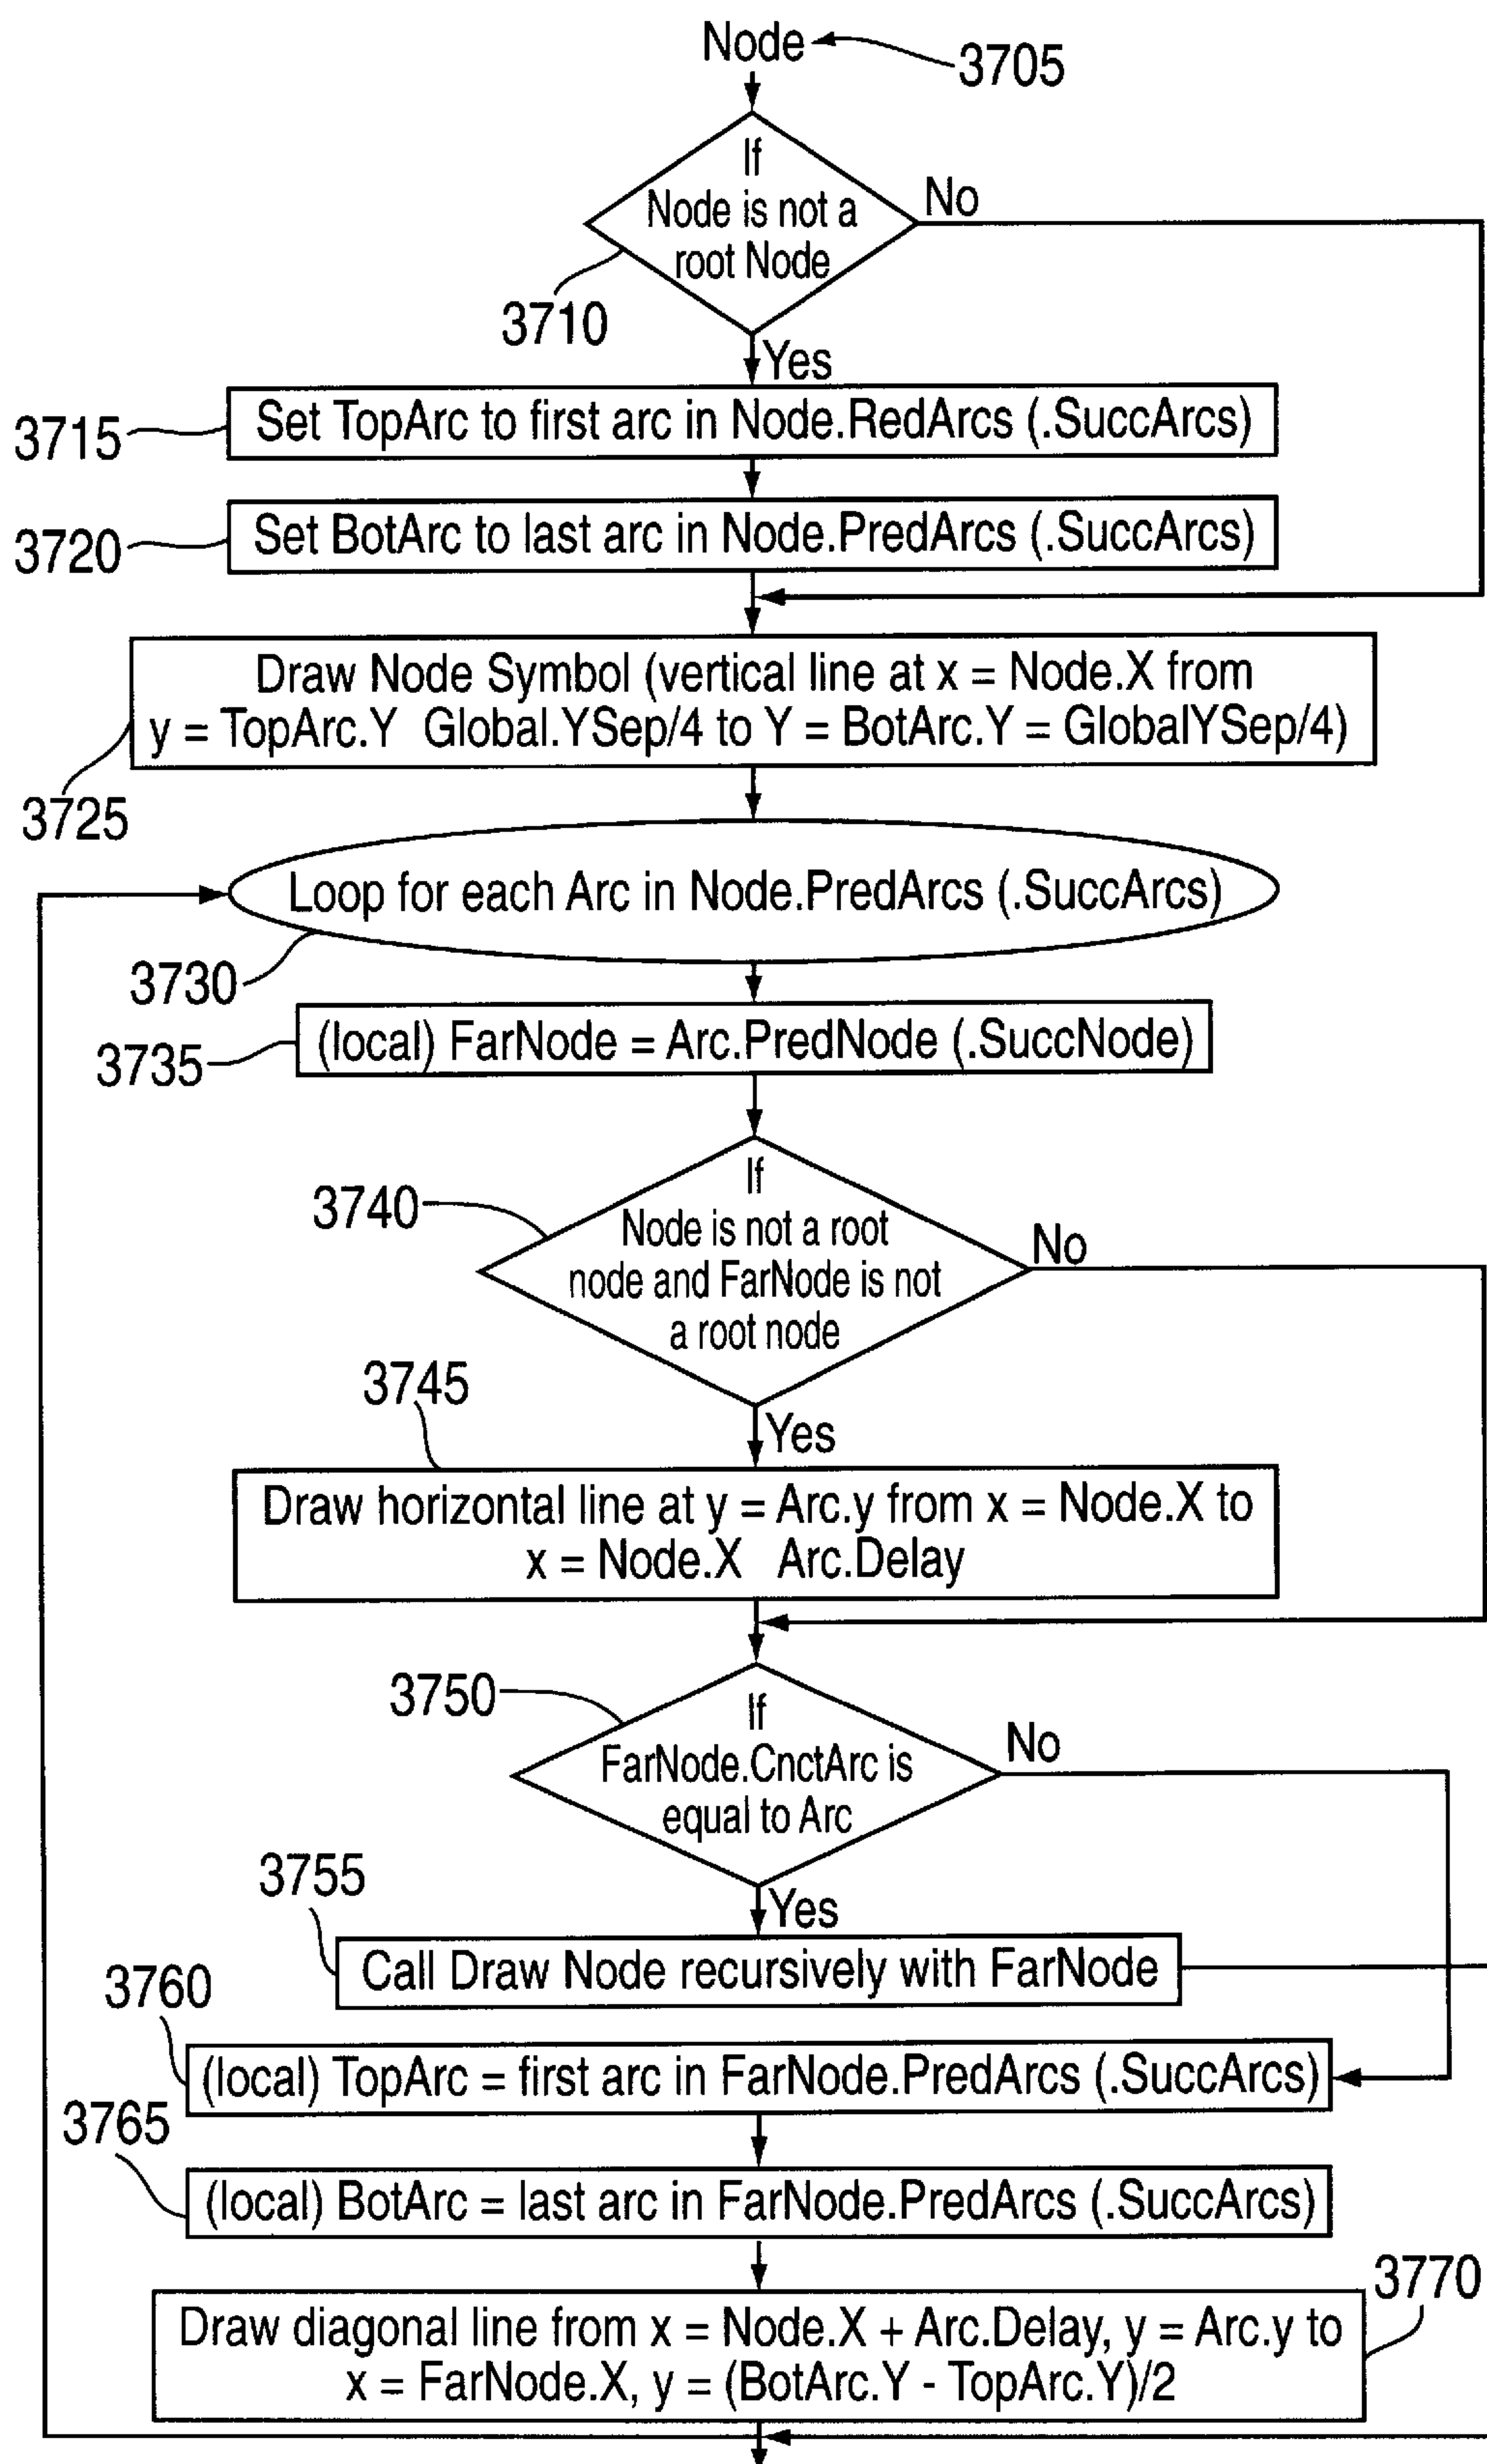 Node
3705
If
Node is not a
root Node
No
3710
Yes
3715
Set TopArc to first arc in Node.RedArcs (.SuccArcs)
3720
Set BotArc to last arc in Node.PredArcs (.SuccArcs)
Draw Node Symbol (vertical line at x = Node.X from
y = TopArc.Y Global.YSep/4 to Y = BotArc.Y = GlobalYSep/4)
3725
Loop for each Arc in Node.PredArcs (.SuccArcs)
3730
3735
(local) FarNode = Arc.PredNode (.SuccNode)
3740
If
Node is not a root
node and FarNode is not
a root node
No
3745
Yes
Draw horizontal line at y = Arc.y from x = Node.X to
x = Node.X Arc.Delay
3750
If
FarNode.CnctArc is
equal to Arc
No
3755
Yes
Call Draw Node recursively with FarNode
3760
(local) TopArc = first arc in FarNode.PredArcs (.SuccArcs)
3765
(local) BotArc = last arc in FarNode.PredArcs (.SuccArcs)
3770
Draw diagonal line from x = Node.X + Arc.Delay, y = Arc.y to
x = FarNode.X, y = (BotArc.Y - TopArc.Y)/2